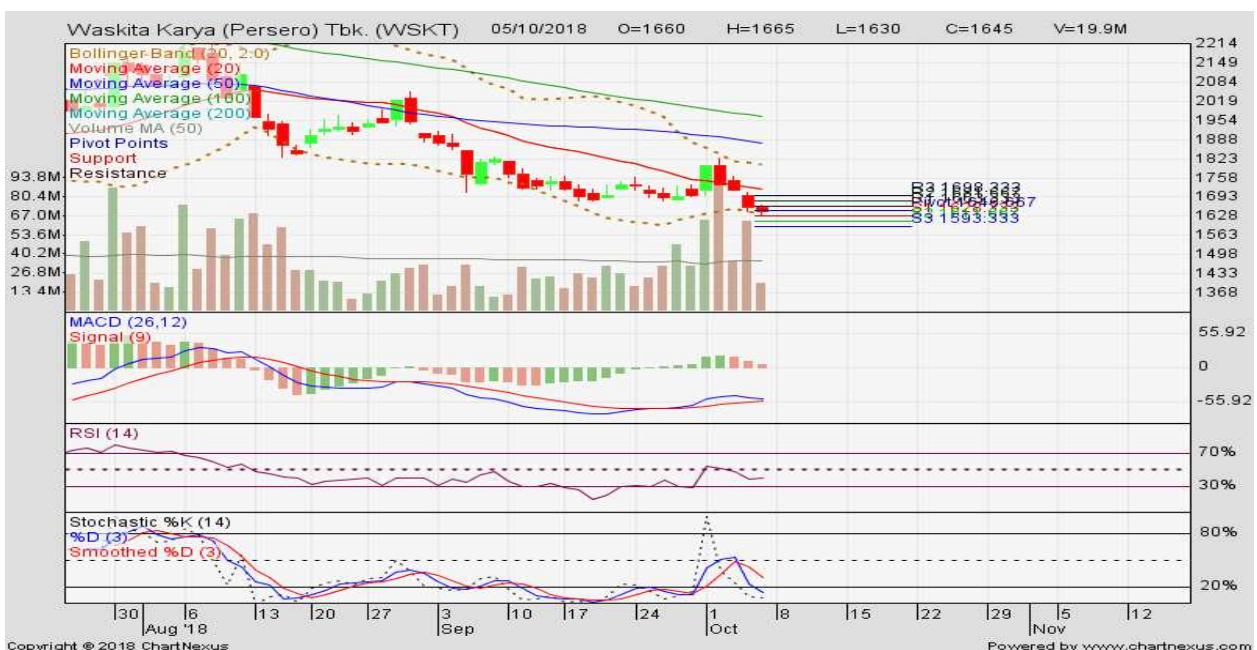 Waskita Karya (Persero) Tbk. (WSKT) 05/10/2018 O=1660 H=1665 L=1630 C=1645 V=19.9M
Bollinger Band (20, 2.0)
Moving Average (20)
Moving Average (50)
Moving Average (100)
Moving Average (200)
Volume MA (50)
Pivot Points
Support
Resistance
2214
2149
2084
2019
1954
1888
1823
1758
1693
1628
1563
1498
1433
1368
93.8M
80.4M
67.0M
53.6M
40.2M
26.8M
13.4M
R3 1698.333
S3 1593.333
MACD (26,12)
Signal (9)
55.92
0
-55.92
RSI (14)
70%
30%
Stochastic %K (14)
%D (3)
Smoothed %D (3)
80%
20%
30 6 13 20 27 3 10 17 24 1 8 15 22 29 5 12
Aug '18 Sep Oct Nov
Copyright © 2018 ChartNexus Powered by www.chartnexus.com